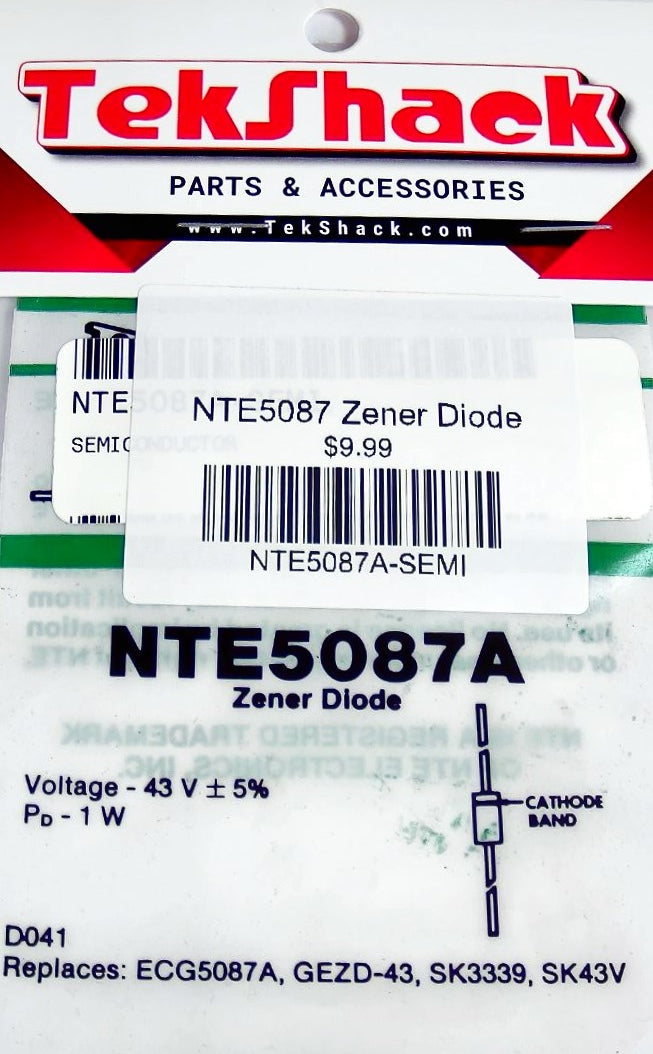 TekShack
PARTS & ACCESSORIES
www.TekShack.com
NTE
SEMIC
NTE5087 Zener Diode
$9.99
NTE5087A-SEMI
NTE5087A
Zener Diode
Voltage - 43 V ± 5%
PD - 1 W
CATHODE
BAND
D041
Replaces: ECG5087A, GEZD-43, SK3339, SK43V